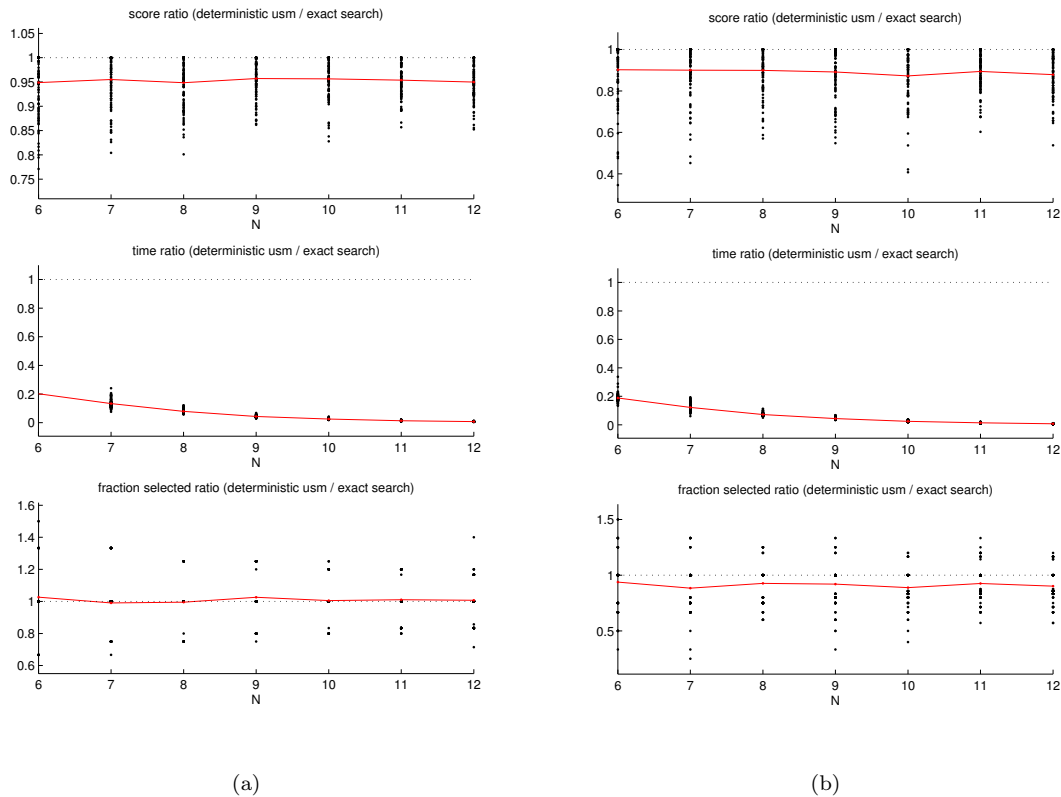 score ratio (deterministic usm / exact search)
1.05
1
0.95
0.9
0.85
0.8
0.75
6 7 8 9 10 11 12
N
time ratio (deterministic usm / exact search)
1
0.8
0.6
0.4
0.2
0
6 7 8 9 10 11 12
N
fraction selected ratio (deterministic usm / exact search)
1.6
1.4
1.2
1
0.8
0.6
6 7 8 9 10 11 12
N
(a)
score ratio (deterministic usm / exact search)
1
0.8
0.6
0.4
6 7 8 9 10 11 12
N
time ratio (deterministic usm / exact search)
1
0.8
0.6
0.4
0.2
0
6 7 8 9 10 11 12
N
fraction selected ratio (deterministic usm / exact search)
1.5
1
0.5
6 7 8 9 10 11 12
N
(b)